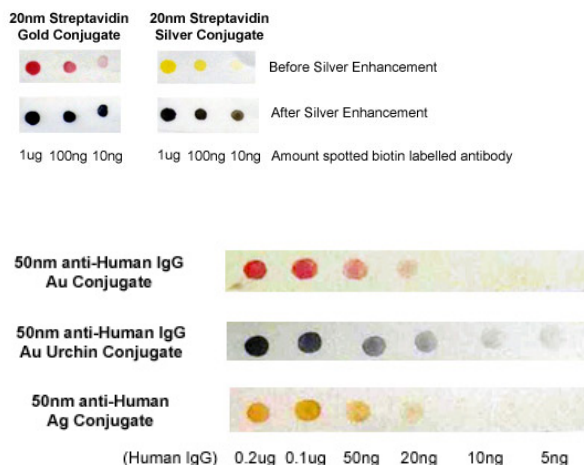 20nm Streptavidin
Gold Conjugate
20nm Streptavidin
Silver Conjugate
Before Silver Enhancement
After Silver Enhancement
1ug 100ng 10ng 1ug 100ng 10ng Amount spotted biotin labelled antibody
50nm anti-Human IgG
Au Conjugate
50nm anti-Human IgG
Au Urchin Conjugate
50nm anti-Human
Ag Conjugate
(Human IgG) 0.2ug 0.1ug 50ng 20ng 10ng 5ng